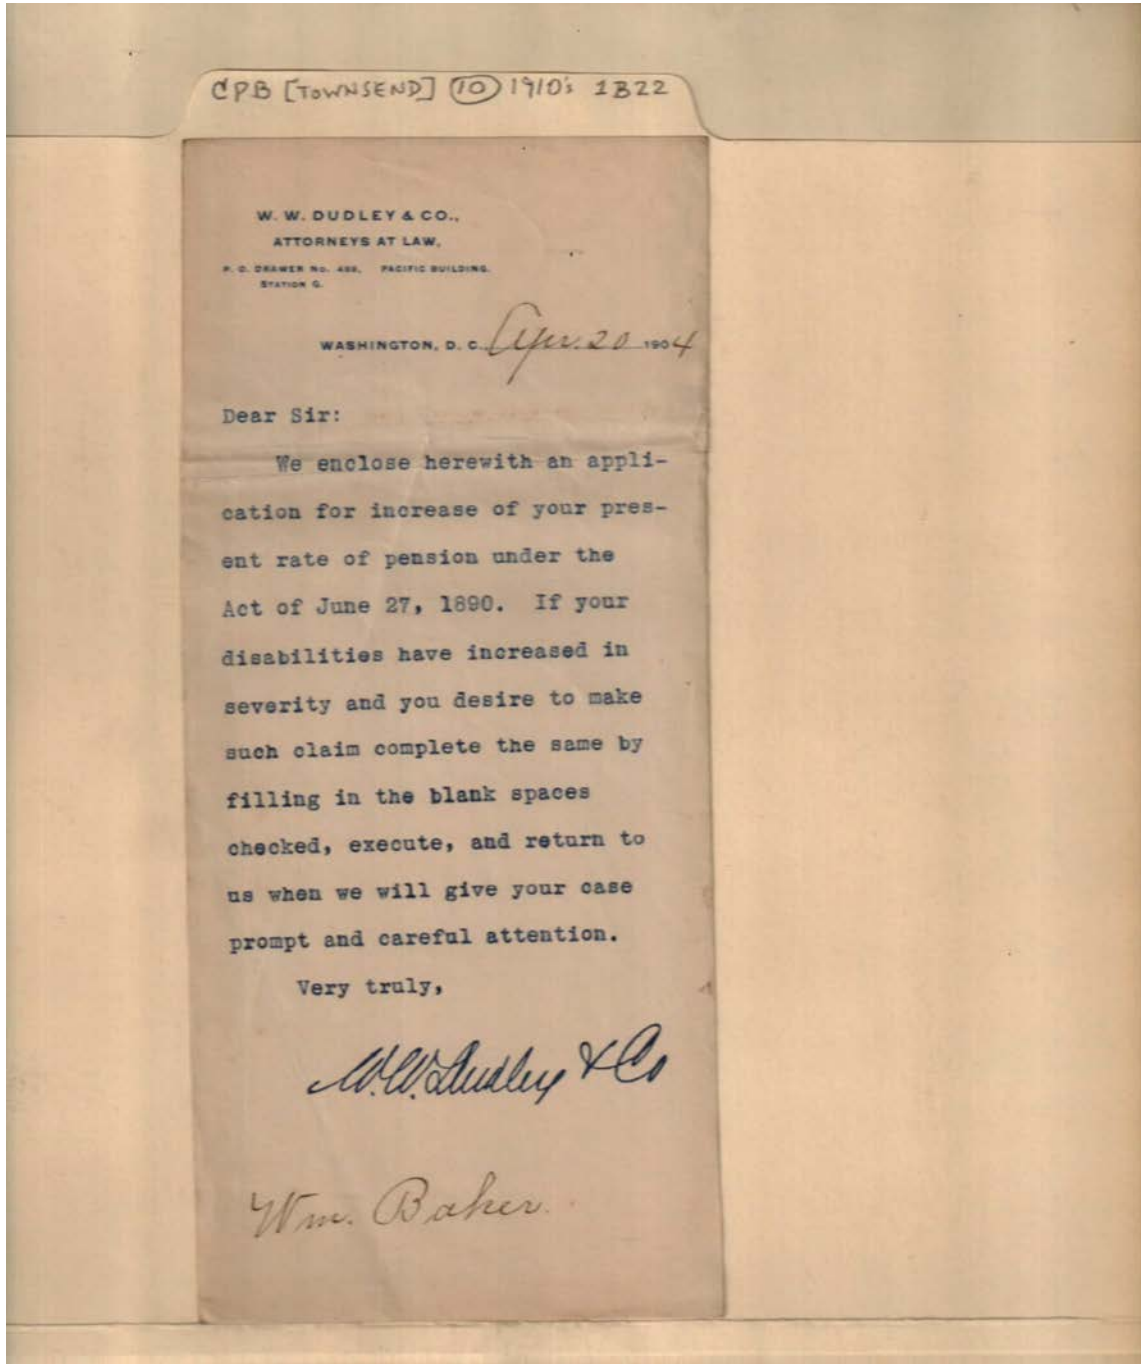 CPB [TOWNSEND] 10 1910's 1B22
W. W. DUDLEY & CO.,
ATTORNEYS AT LAW,
P. O. DRAWER No. PACIFIC BUILDING.
STATION G.
WASHINGTON, D. C. Apr. 20 1904
Dear Sir:
We enclose herewith an appli-
cation for increase of your pres-
ent rate of pension under the
Act of June 27, 1890. If your
disabilities have increased in
severity and you desire to make
such claim complete the same by
filling in the blank spaces
checked, execute, and return to
us when we will give your case
prompt and careful attention.
Very truly,
W. W. Dudley & Co
Wm. Baker.